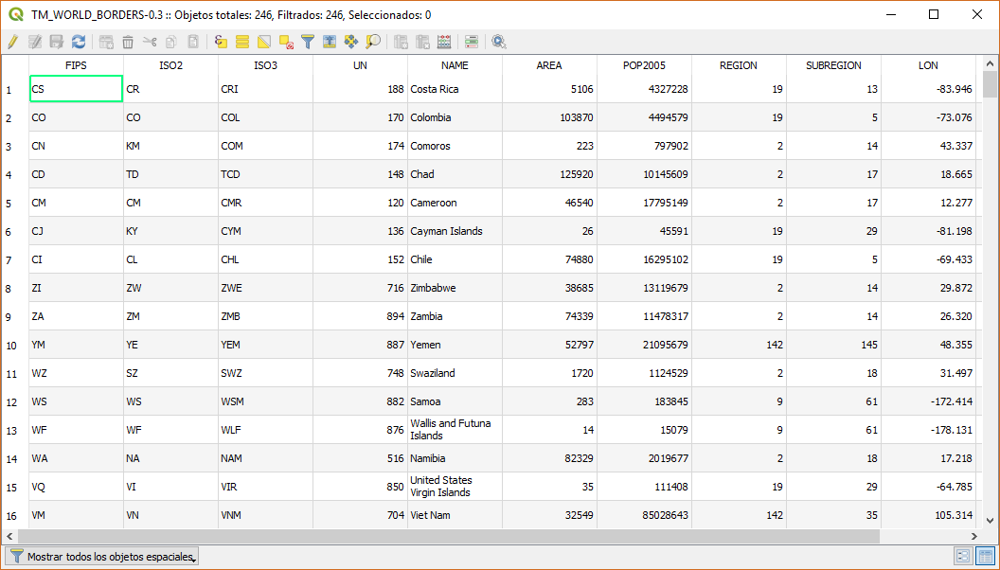 TM_WORLD_BORDERS-0.3 :: Objetos totales: 246, Filtrados: 246, Seleccionados: 0
FIPS ISO2 ISO3 UN NAME AREA POP2005 REGION SUBREGION LON
1 CS CR CRI 188 Costa Rica 5106 4327228 19 13 -83.946
2 CO CO COL 170 Colombia 103870 4494579 19 5 -73.076
3 CN KM COM 174 Comoros 223 797902 2 14 43.337
4 CD TD TCD 148 Chad 125920 10145609 2 17 18.665
5 CM CM CMR 120 Cameroon 46540 17795149 2 17 12.277
6 CJ KY CYM 136 Cayman Islands 26 45591 19 29 -81.198
7 CI CL CHL 152 Chile 74880 16295102 19 5 -69.433
8 ZI ZW ZWE 716 Zimbabwe 38685 13119679 2 14 29.872
9 ZA ZM ZMB 894 Zambia 74339 11478317 2 14 26.320
10 YM YE YEM 887 Yemen 52797 21095679 142 145 48.355
11 WZ SZ SWZ 748 Swaziland 1720 1124529 2 18 31.497
12 WS WS WSM 882 Samoa 283 183845 9 61 -172.414
13 WF WF WLF 876 Wallis and Futuna
Islands 14 15079 9 61 -178.131
14 WA NA NAM 516 Namibia 82329 2019677 2 18 17.218
15 VQ VI VIR 850 United States
Virgin Islands 35 111408 19 29 -64.785
16 VM VN VNM 704 Viet Nam 32549 85028643 142 35 105.314
Mostrar todos los objetos espaciales